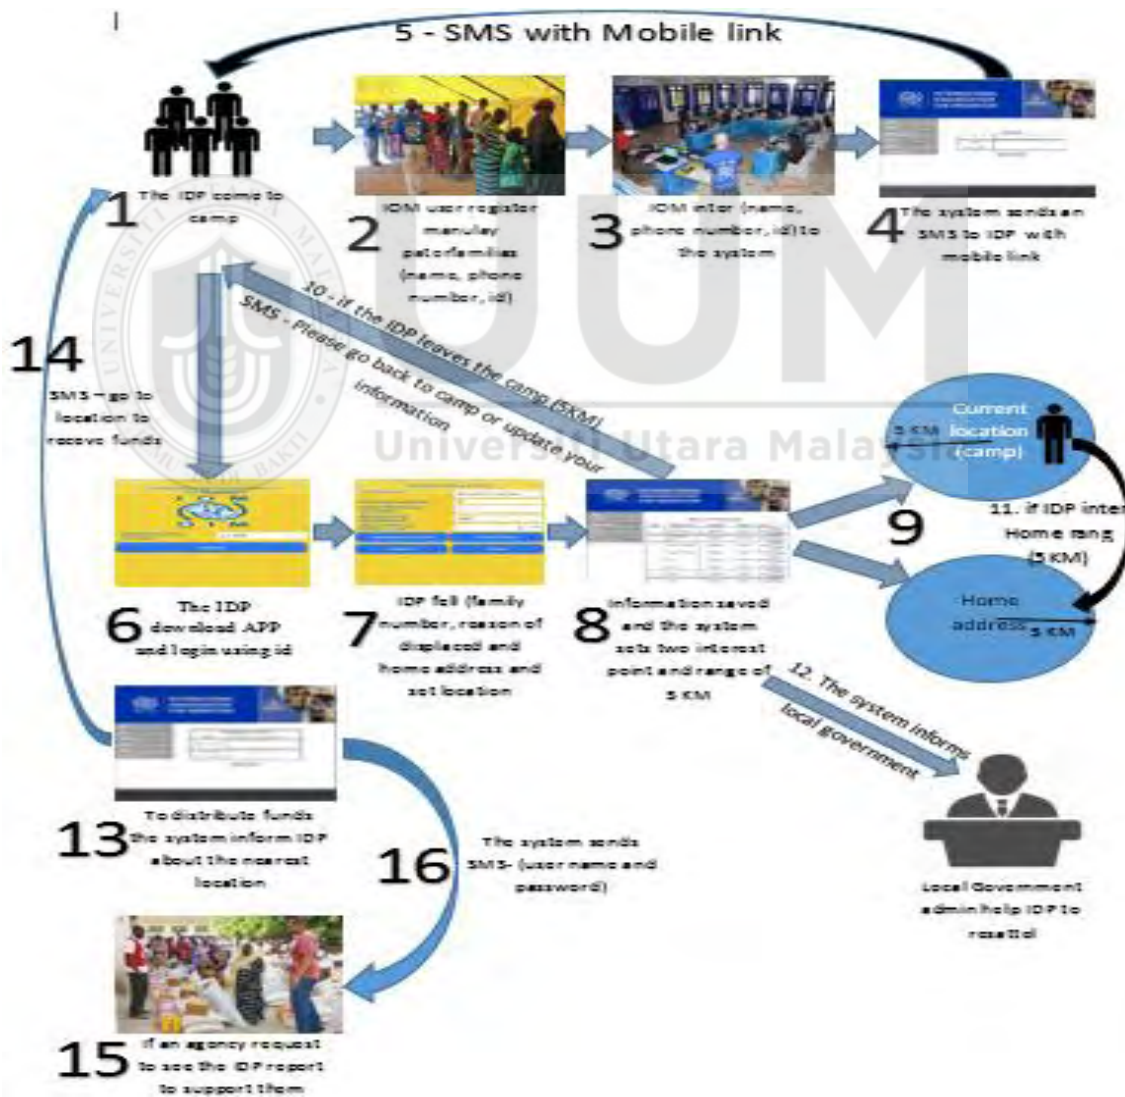 5 - SMS with Mobile link
1 The IDP come to
camp
2 IOM user register
manulay
paterfamilias
(name, phone
number, id)
3 IOM inter (name,
phone number, id) to
the system
4 The system sends an
SMS to IDP with
mobile link
10 - if the IDP leaves the camp (5KM)
SMS - Please go back to camp or update your
information
14
SMS – go to
location to
receve funds
UUM
Universiti Utara Malaysia
Current
location
(camp)
5 KM
9
11. if IDP inter
Home rang
(5 KM)
Home
address
5 KM
6 The IDP
download APP
and login using id
7 IDP fell (family
number, reason of
displaced and
home address and
set location
8 Information saved
and the system
sets two interest
point and range of
5 KM
12. The system informs
local government
13 To distribute funds
the system inform IDP
about the nearest
location
16 The system sends
SMS- (user name and
password)
Local Government
admin help IDP to
resettel
15 If an agency request
to see the IDP report
to support them